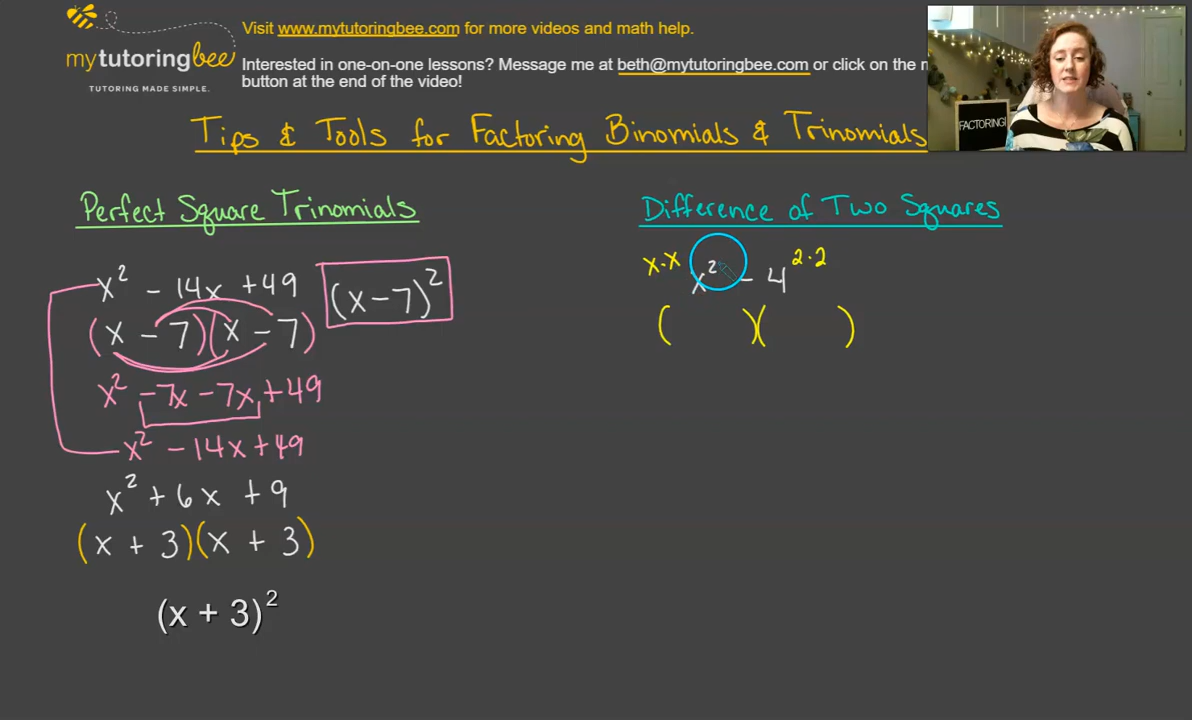 mytutoringbee
TUTORING MADE SIMPLE.
Visit www.mytutoringbee.com for more videos and math help.
Interested in one-on-one lessons? Message me at beth@mytutoringbee.com or click on the
button at the end of the video!
FACTORING!
Tips & Tools for Factoring Binomials & Trinomials
Perfect Square Trinomials
x² - 14x + 49
(x - 7)²
(x - 7)(x - 7)
x² - 7x - 7x + 49
x² - 14x + 49
x² + 6x + 9
(x + 3)(x + 3)
(x + 3)²
Difference of Two Squares
x·x x² - 4 2·2
( )( )